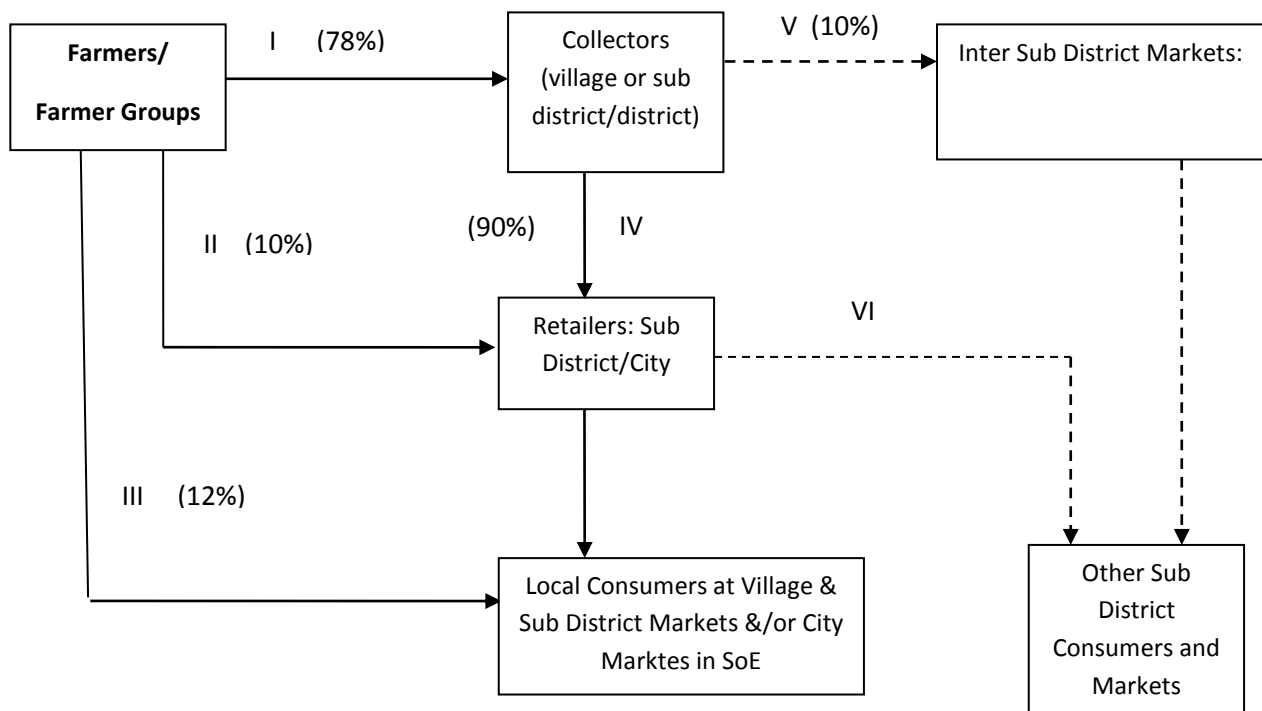 Farmers/
Farmer Groups
I (78%)
Collectors
(village or sub
district/district)
V (10%)
Inter Sub District Markets:
II (10%)
(90%) IV
Retailers: Sub
District/City
VI
III (12%)
Local Consumers at Village &
Sub District Markets &/or City
Marktes in SoE
Other Sub
District
Consumers and
Markets